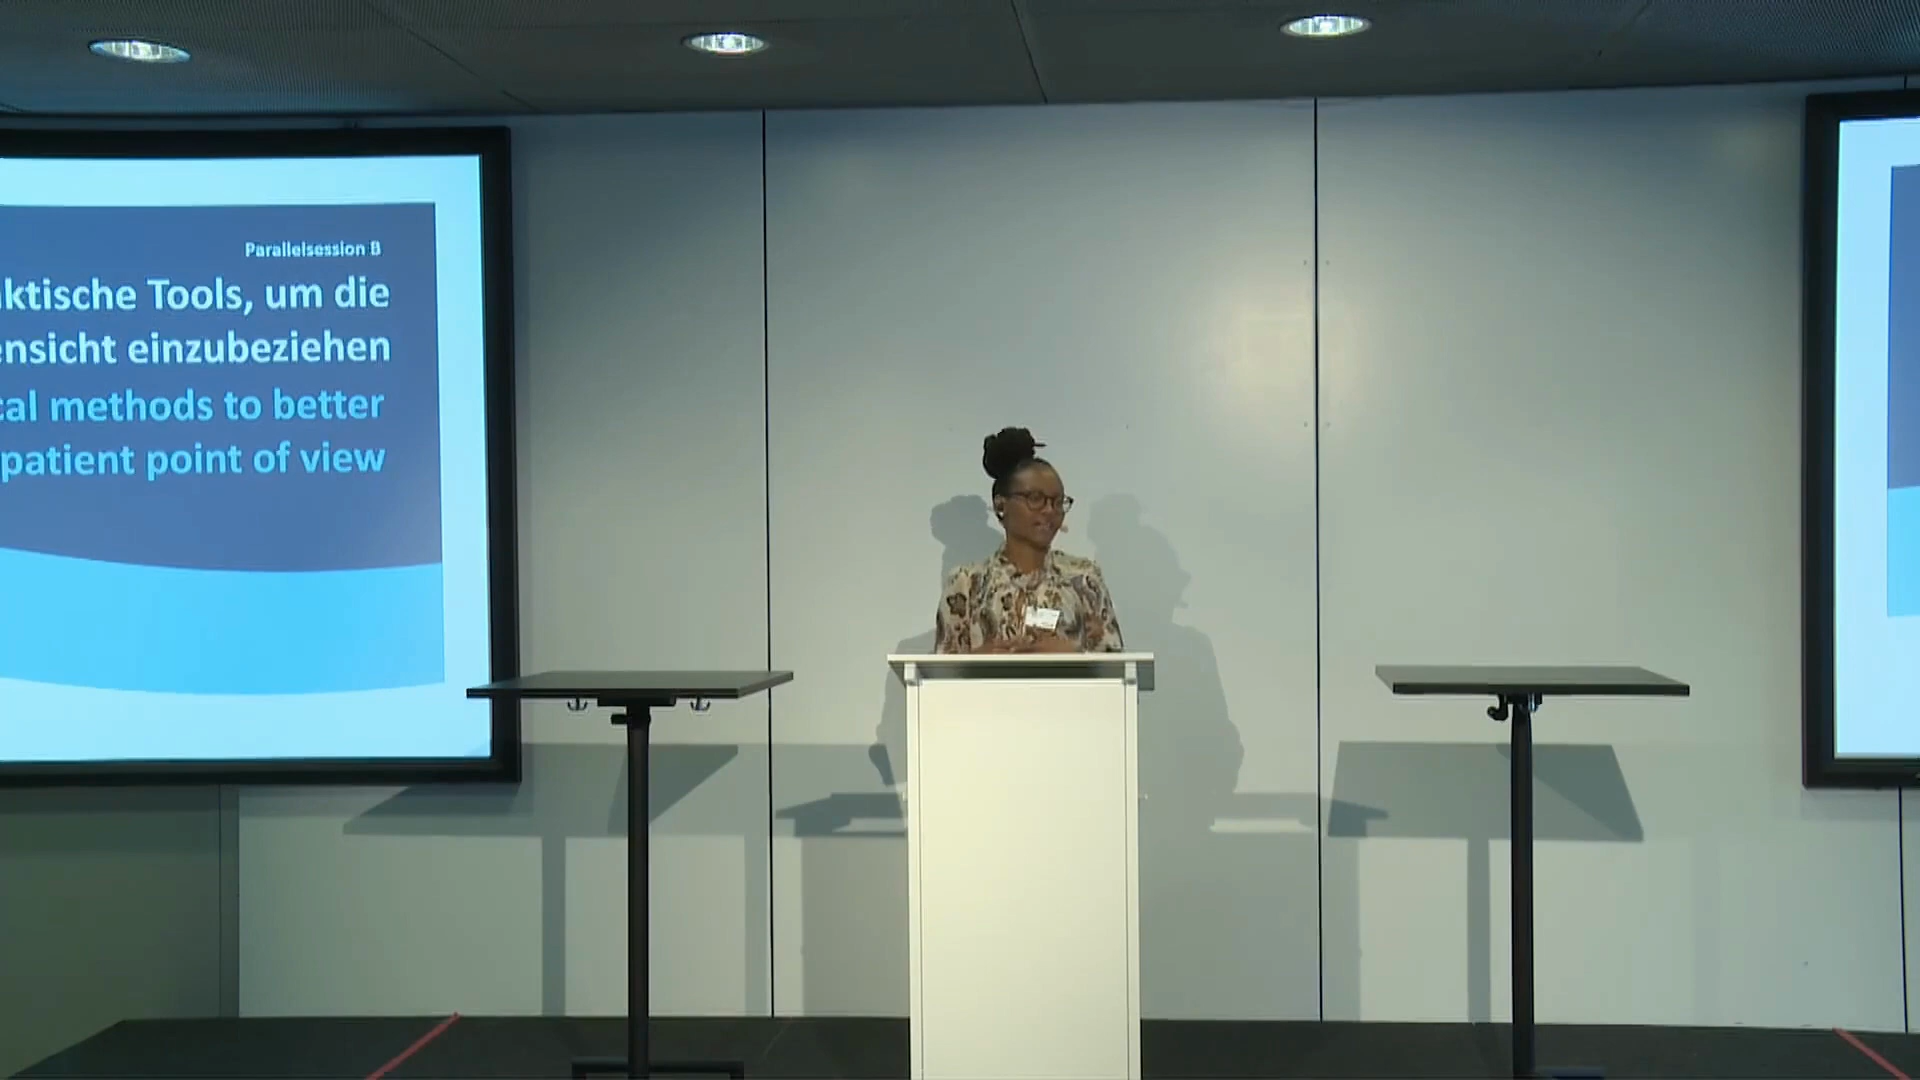 Parallelsession B
ktische Tools, um die
ensicht einzubeziehen
cal methods to better
patient point of view